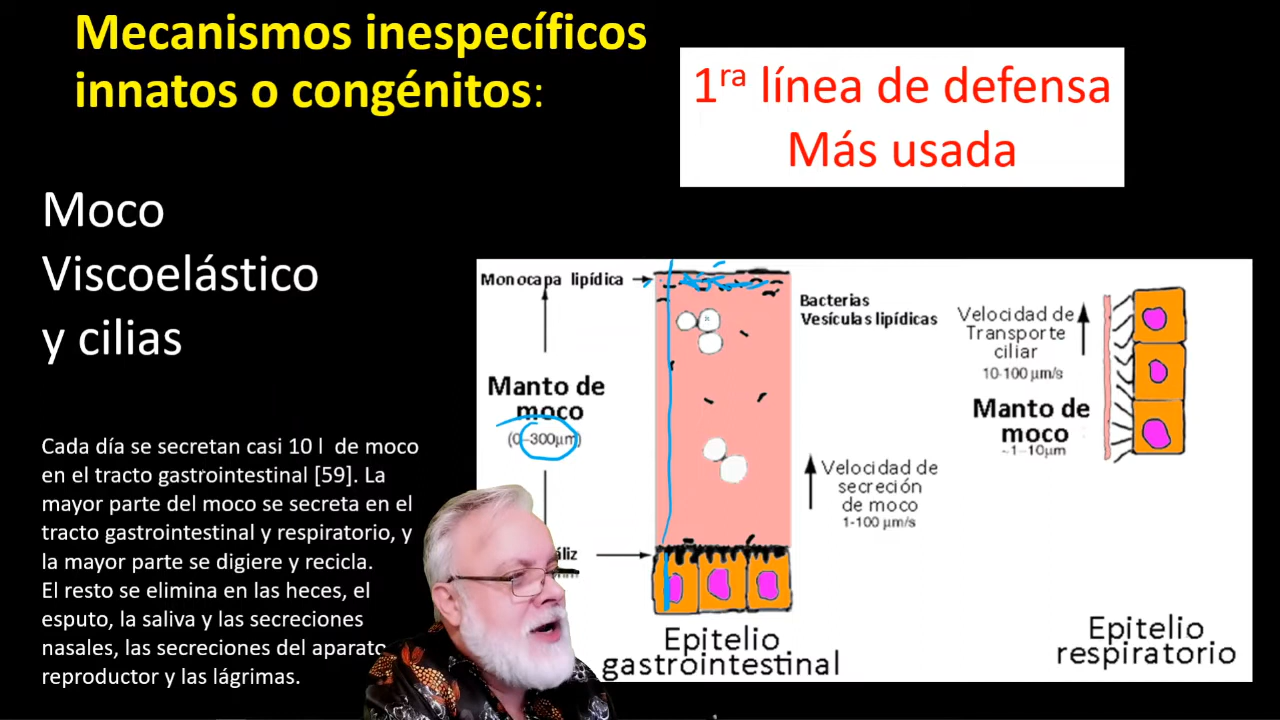 Mecanismos inespecíficos
innatos o congénitos:
1ra línea de defensa
Más usada
Moco
Viscoelástico
y cilias
Cada día se secretan casi 10 l de moco
en el tracto gastrointestinal [59]. La
mayor parte del moco se secreta en el
tracto gastrointestinal y respiratorio, y
la mayor parte se digiere y recicla.
El resto se elimina en las heces, el
esputo, la saliva y las secreciones
nasales, las secreciones del aparato
reproductor y las lágrimas.
Monocapa lipídica
Manto de
moco
(0-300µm)
áliz
Bacterias
Vesículas lipídicas
Velocidad de
secreción
de moco
1-100 µm/s
Epitelio
gastrointestinal
Velocidad de
Transporte
ciliar
10-100 µm/s
Manto de
moco
~1-10µm
Epitelio
respiratorio